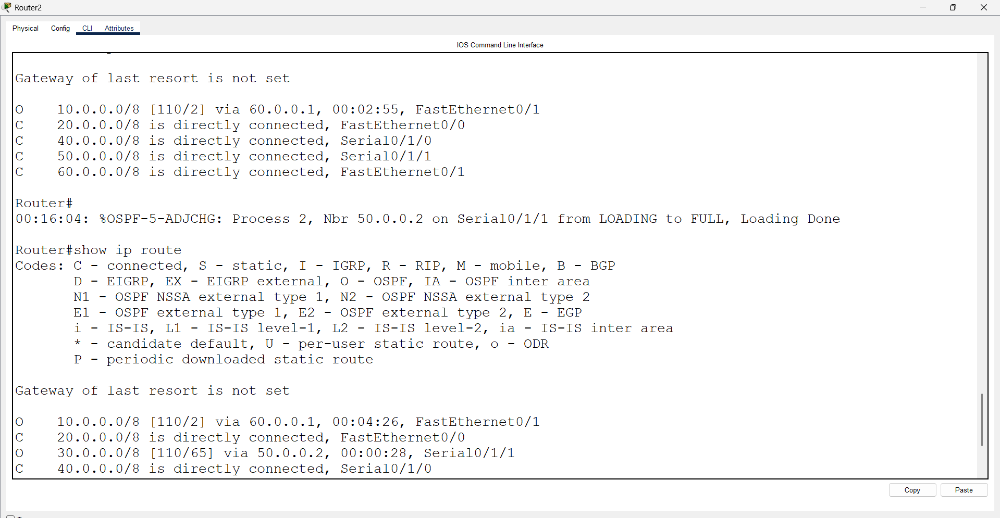 Router2
Physical Config CLI Attributes
IOS Command Line Interface
Gateway of last resort is not set
O    10.0.0.0/8 [110/2] via 60.0.0.1, 00:02:55, FastEthernet0/1
C    20.0.0.0/8 is directly connected, FastEthernet0/0
C    40.0.0.0/8 is directly connected, Serial0/1/0
C    50.0.0.0/8 is directly connected, Serial0/1/1
C    60.0.0.0/8 is directly connected, FastEthernet0/1
Router#
00:16:04: %OSPF-5-ADJCHG: Process 2, Nbr 50.0.0.2 on Serial0/1/1 from LOADING to FULL, Loading Done
Router#show ip route
Codes: C - connected, S - static, I - IGRP, R - RIP, M - mobile, B - BGP
       D - EIGRP, EX - EIGRP external, O - OSPF, IA - OSPF inter area
       N1 - OSPF NSSA external type 1, N2 - OSPF NSSA external type 2
       E1 - OSPF external type 1, E2 - OSPF external type 2, E - EGP
       i - IS-IS, L1 - IS-IS level-1, L2 - IS-IS level-2, ia - IS-IS inter area
       * - candidate default, U - per-user static route, o - ODR
       P - periodic downloaded static route
Gateway of last resort is not set
O    10.0.0.0/8 [110/2] via 60.0.0.1, 00:04:26, FastEthernet0/1
C    20.0.0.0/8 is directly connected, FastEthernet0/0
O    30.0.0.0/8 [110/65] via 50.0.0.2, 00:00:28, Serial0/1/1
C    40.0.0.0/8 is directly connected, Serial0/1/0
Copy Paste